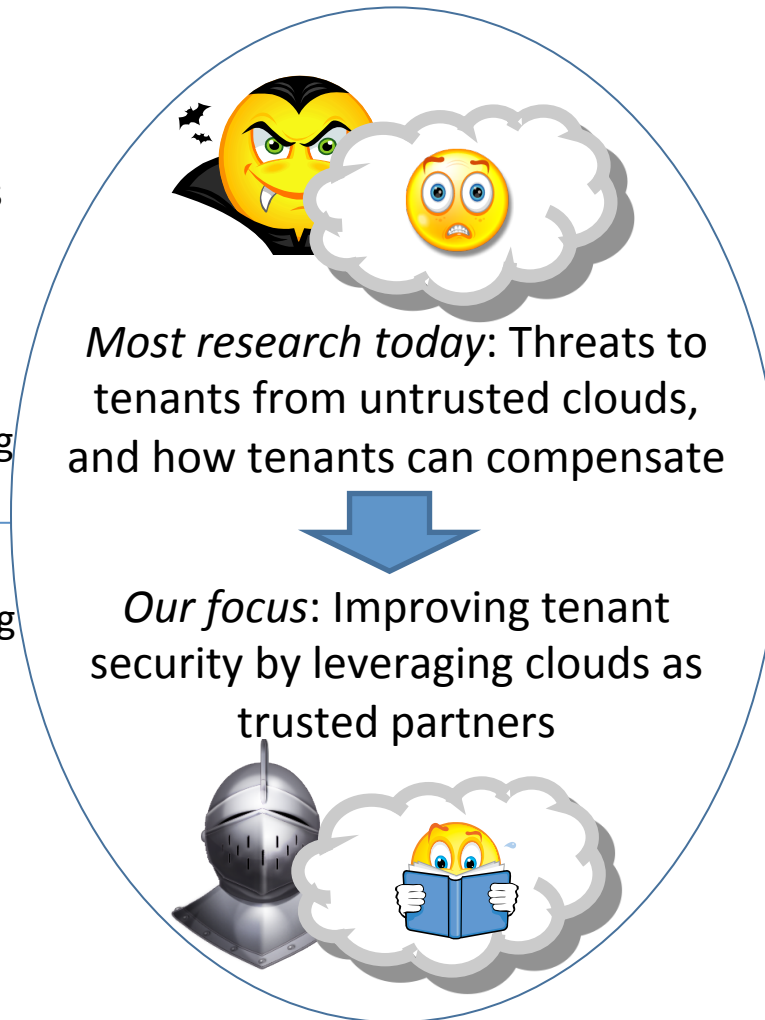 Most research today: Threats to
tenants from untrusted clouds,
and how tenants can compensate
Our focus: Improving tenant
security by leveraging clouds as
trusted partners